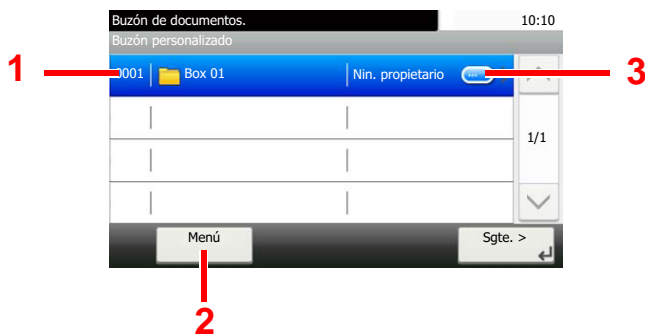 Buzón de documentos. 10:10
Buzón personalizado
1 0001 Box 01 Nin. propietario ... 3
1/1
Menú Sgte. >
2